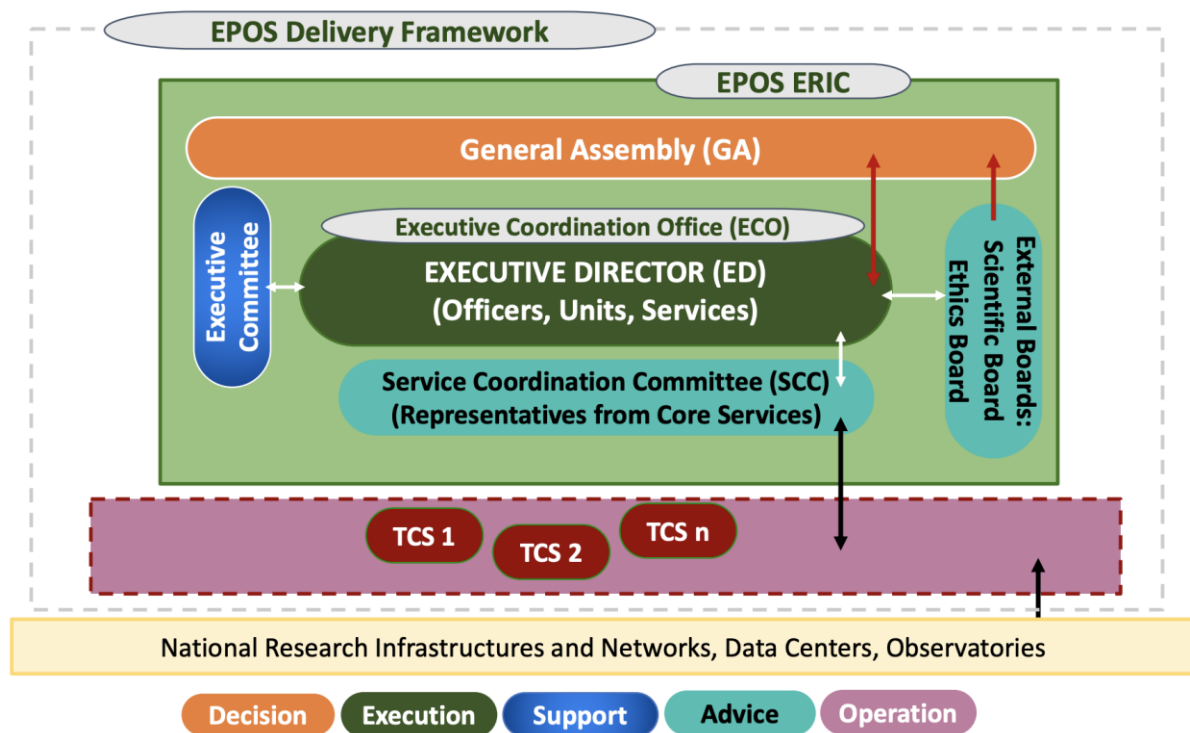 EPOS Delivery Framework
EPOS ERIC
General Assembly (GA)
Executive
Committee
Executive Coordination Office (ECO)
EXECUTIVE DIRECTOR (ED)
(Officers, Units, Services)
External Boards:
Scientific Board
Ethics Board
Service Coordination Committee (SCC)
(Representatives from Core Services)
TCS 1
TCS 2
TCS n
National Research Infrastructures and Networks, Data Centers, Observatories
Decision
Execution
Support
Advice
Operation